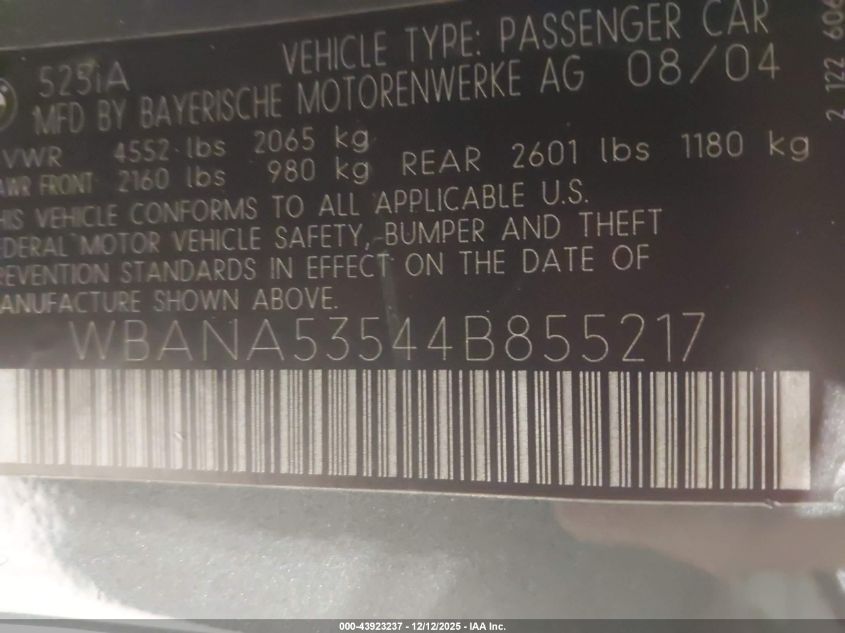 VEHICLE TYPE: PASSENGER CAR
525iA
MFD BY BAYERISCHE MOTORENWERKE AG 08/04
VWR 4552 lbs 2065 kg
AWR FRONT 2160 lbs 980 kg REAR 2601 lbs 1180 kg
HIS VEHICLE CONFORMS TO ALL APPLICABLE U.S.
EDERAL MOTOR VEHICLE SAFETY, BUMPER AND THEFT
REVENTION STANDARDS IN EFFECT ON THE DATE OF
ANUFACTURE SHOWN ABOVE.
WBANA53544B855217
2 122 606
000-43923237 - 12/12/2025 - IAA Inc.